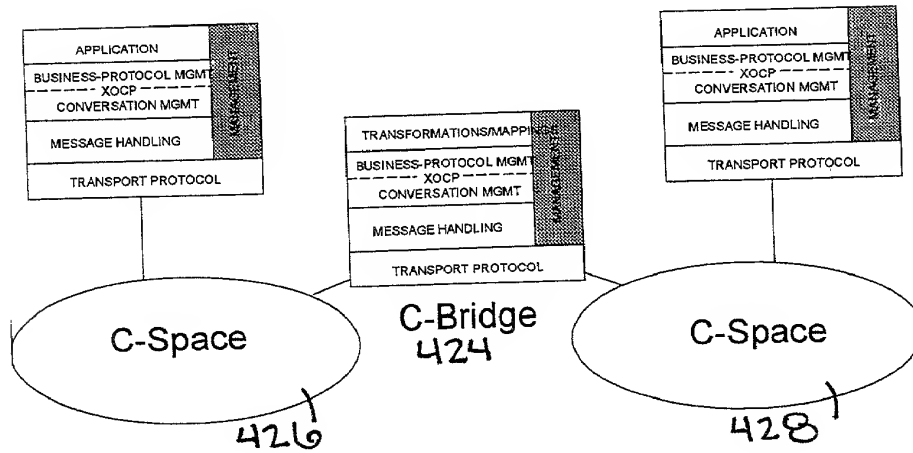 APPLICATION
BUSINESS-PROTOCOL MGMT
XOCP
CONVERSATION MGMT
MESSAGE HANDLING
TRANSPORT PROTOCOL
MANAGEMENT
TRANSFORMATIONS/MAPPINGS
BUSINESS-PROTOCOL MGMT
XOCP
CONVERSATION MGMT
MESSAGE HANDLING
TRANSPORT PROTOCOL
MANAGEMENT
APPLICATION
BUSINESS-PROTOCOL MGMT
XOCP
CONVERSATION MGMT
MESSAGE HANDLING
TRANSPORT PROTOCOL
MANAGEMENT
C-Space
426
C-Bridge
424
C-Space
428